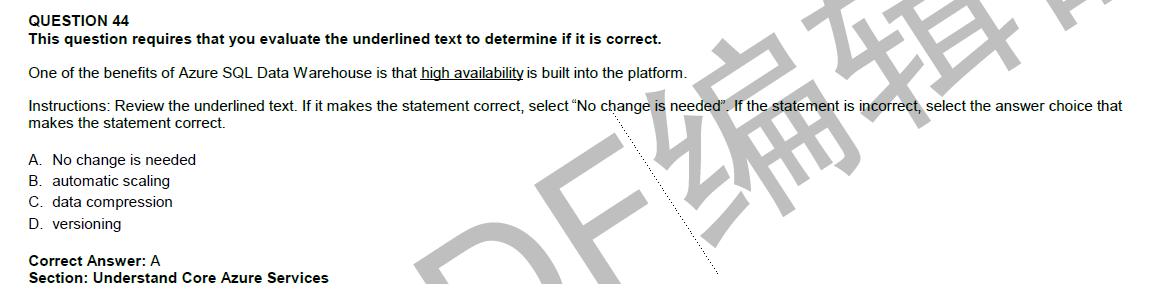 QUESTION 44
This question requires that you evaluate the underlined text to determine if it is correct.
One of the benefits of Azure SQL Data Warehouse is that high availability is built into the platform.
Instructions: Review the underlined text. If it makes the statement correct, select “No change is needed”. If the statement is incorrect, select the answer choice that
makes the statement correct.
A. No change is needed
B. automatic scaling
C. data compression
D. versioning
Correct Answer: A
Section: Understand Core Azure Services
DF编辑